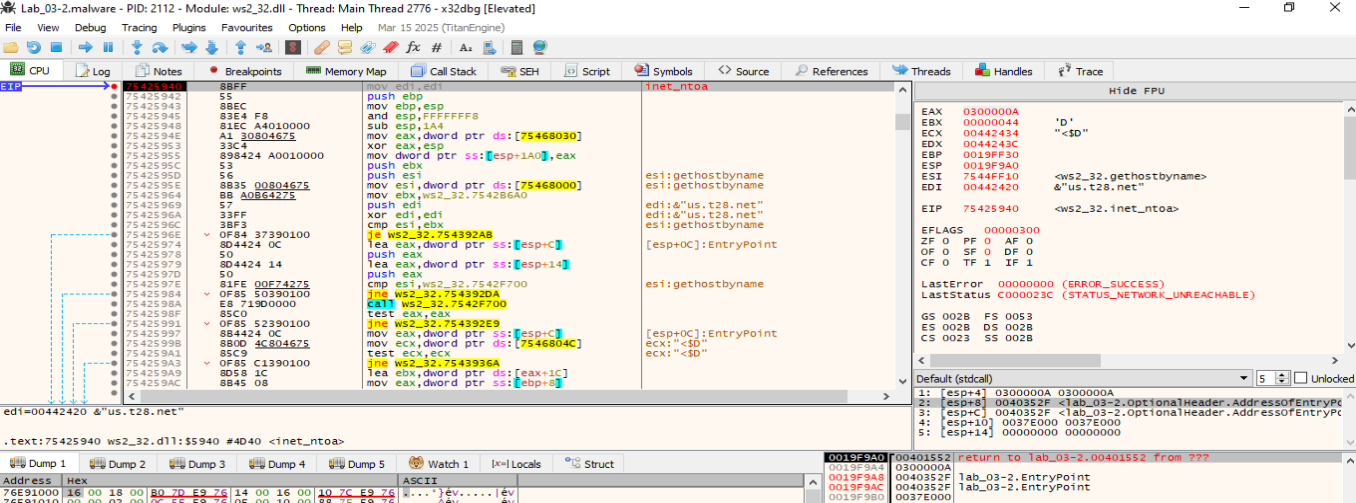 Lab_03-2.malware - PID: 2112 - Module: ws2_32.dll - Thread: Main Thread 2776 - x32dbg [Elevated]
File View Debug Tracing Plugins Favourites Options Help Mar 15 2025 (TitanEngine)
CPU Log Notes Breakpoints Memory Map Call Stack SEH Script Symbols Source References Threads Handles Trace
EIP 75425940 8BFF mov edi,edi inet_ntoa
75425942 55 push ebp
75425943 8BEC mov ebp,esp
75425945 83E4 F8 and esp,FFFFFFF8
75425948 81EC A4010000 sub esp,1A4
7542594E A1 30804675 mov eax,dword ptr ds:[75468030]
75425953 33C4 xor eax,esp
75425955 898424 A0010000 mov dword ptr ss:[esp+1A0],eax
7542595C 53 push ebx
7542595D 56 push esi esi:gethostbyname
7542595E 8B35 00804675 mov esi,dword ptr ds:[75468000] esi:gethostbyname
75425964 BB A0B64275 mov ebx,ws2_32.7542B6A0
75425969 57 push edi edi:&"us.t28.net"
7542596A 33FF xor edi,edi edi:&"us.t28.net"
7542596C 3BF3 cmp esi,ebx esi:gethostbyname
7542596E 0F84 37390100 je ws2_32.754392AB
75425974 8D4424 0C lea eax,dword ptr ss:[esp+C] [esp+0C]:EntryPoint
75425978 50 push eax
75425979 8D4424 14 lea eax,dword ptr ss:[esp+14]
7542597D 50 push eax
7542597E 81FE 00F74275 cmp esi,ws2_32.7542F700 esi:gethostbyname
75425984 0F85 50390100 jne ws2_32.754392DA
7542598A E8 719D0000 call ws2_32.7542F700
7542598F 85C0 test eax,eax
75425991 0F85 52390100 jne ws2_32.754392E9
75425997 8B4424 0C mov eax,dword ptr ss:[esp+C] [esp+0C]:EntryPoint
7542599B 8B0D 4C804675 mov ecx,dword ptr ds:[7546804C] ecx:"<$D"
754259A1 85C9 test ecx,ecx ecx:"<$D"
754259A3 0F85 C1390100 jne ws2_32.7543936A
754259A9 8D58 1C lea ebx,dword ptr ds:[eax+1C]
754259AC 8B45 08 mov eax,dword ptr ss:[ebp+8]
Hide FPU
EAX 0300000A
EBX 00000044 'D'
ECX 00442434 "<$D"
EDX 0044243C
EBP 0019FF30
ESP 0019F9A0
ESI 7544FF10 <ws2_32.gethostbyname>
EDI 00442420 &"us.t28.net"
EIP 75425940 <ws2_32.inet_ntoa>
EFLAGS 00000300
ZF 0 PF 0 AF 0
OF 0 SF 0 DF 0
CF 0 TF 1 IF 1
LastError 00000000 (ERROR_SUCCESS)
LastStatus C000023C (STATUS_NETWORK_UNREACHABLE)
GS 002B FS 0053
ES 002B DS 002B
CS 0023 SS 002B
Default (stdcall) 5 Unlocked
1: [esp+4] 0300000A 0300000A
2: [esp+8] 0040352F <lab_03-2.OptionalHeader.AddressOfEntryPo
3: [esp+C] 0040352F <lab_03-2.OptionalHeader.AddressOfEntryPo
4: [esp+10] 0037E000 0037E000
5: [esp+14] 00000000 00000000
edi=00442420 &"us.t28.net"
.text:75425940 ws2_32.dll:$5940 #4D40 <inet_ntoa>
Dump 1 Dump 2 Dump 3 Dump 4 Dump 5 Watch 1 Locals Struct
Address Hex ASCII
76E91000 16 00 18 00 B0 7D E9 76 14 00 16 00 10 7C E9 76
0019F9A0 00401552 return to lab_03-2.00401552 from ???
0019F9A4 0300000A
0019F9A8 0040352F lab_03-2.EntryPoint
0019F9AC 0040352F lab_03-2.EntryPoint
0019F9B0 0037E000